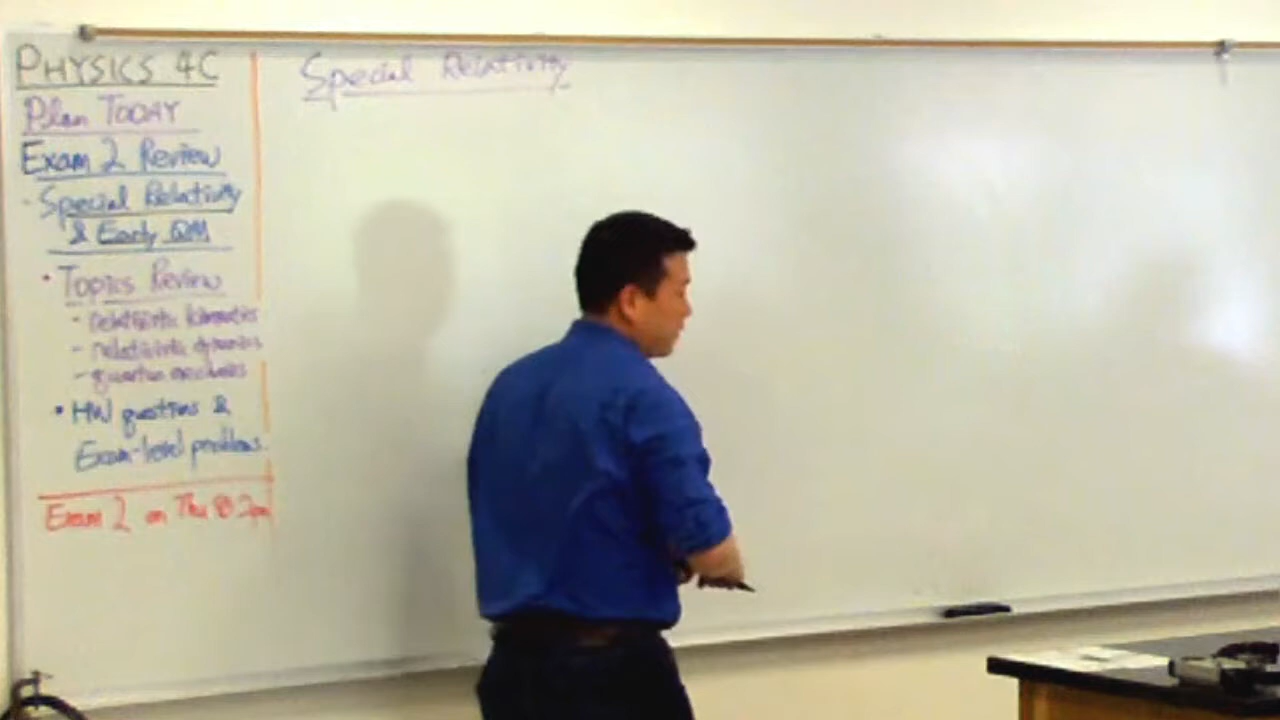 PHYSICS 4C
Plan TODAY
Exam 2 Review
- Special Relativity
& Early QM
• Topics Review
- relativistic kinematics
- relativistic dynamics
- quantum mechanics
• HW questions &
Exam-level problems
Exam 2 on Thu @ 2pm
Special Relativity